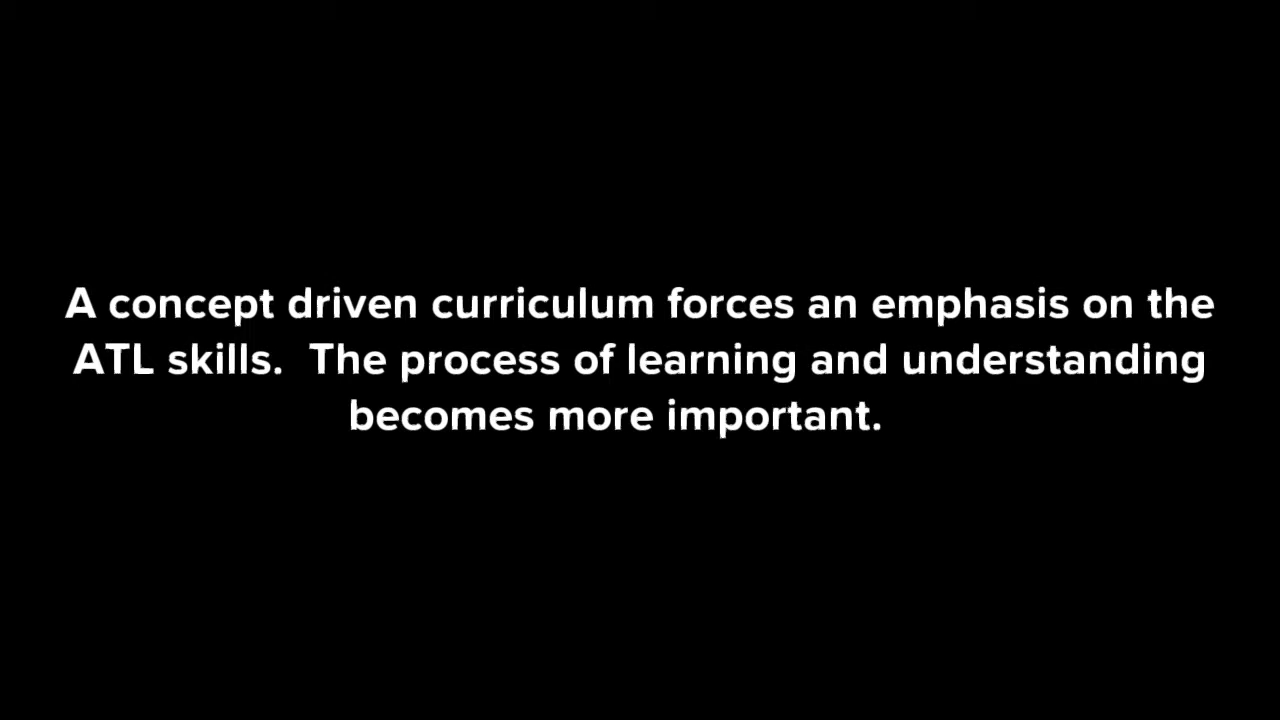 A concept driven curriculum forces an emphasis on the
ATL skills.  The process of learning and understanding
becomes more important.